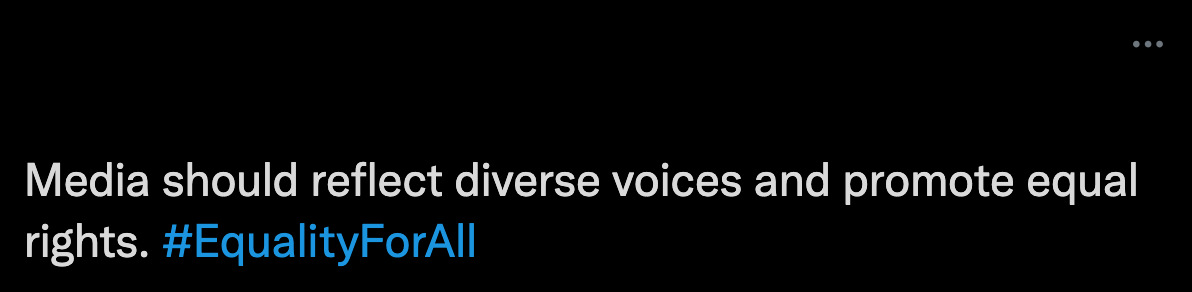 Media should reflect diverse voices and promote equal
rights. #EqualityForAll